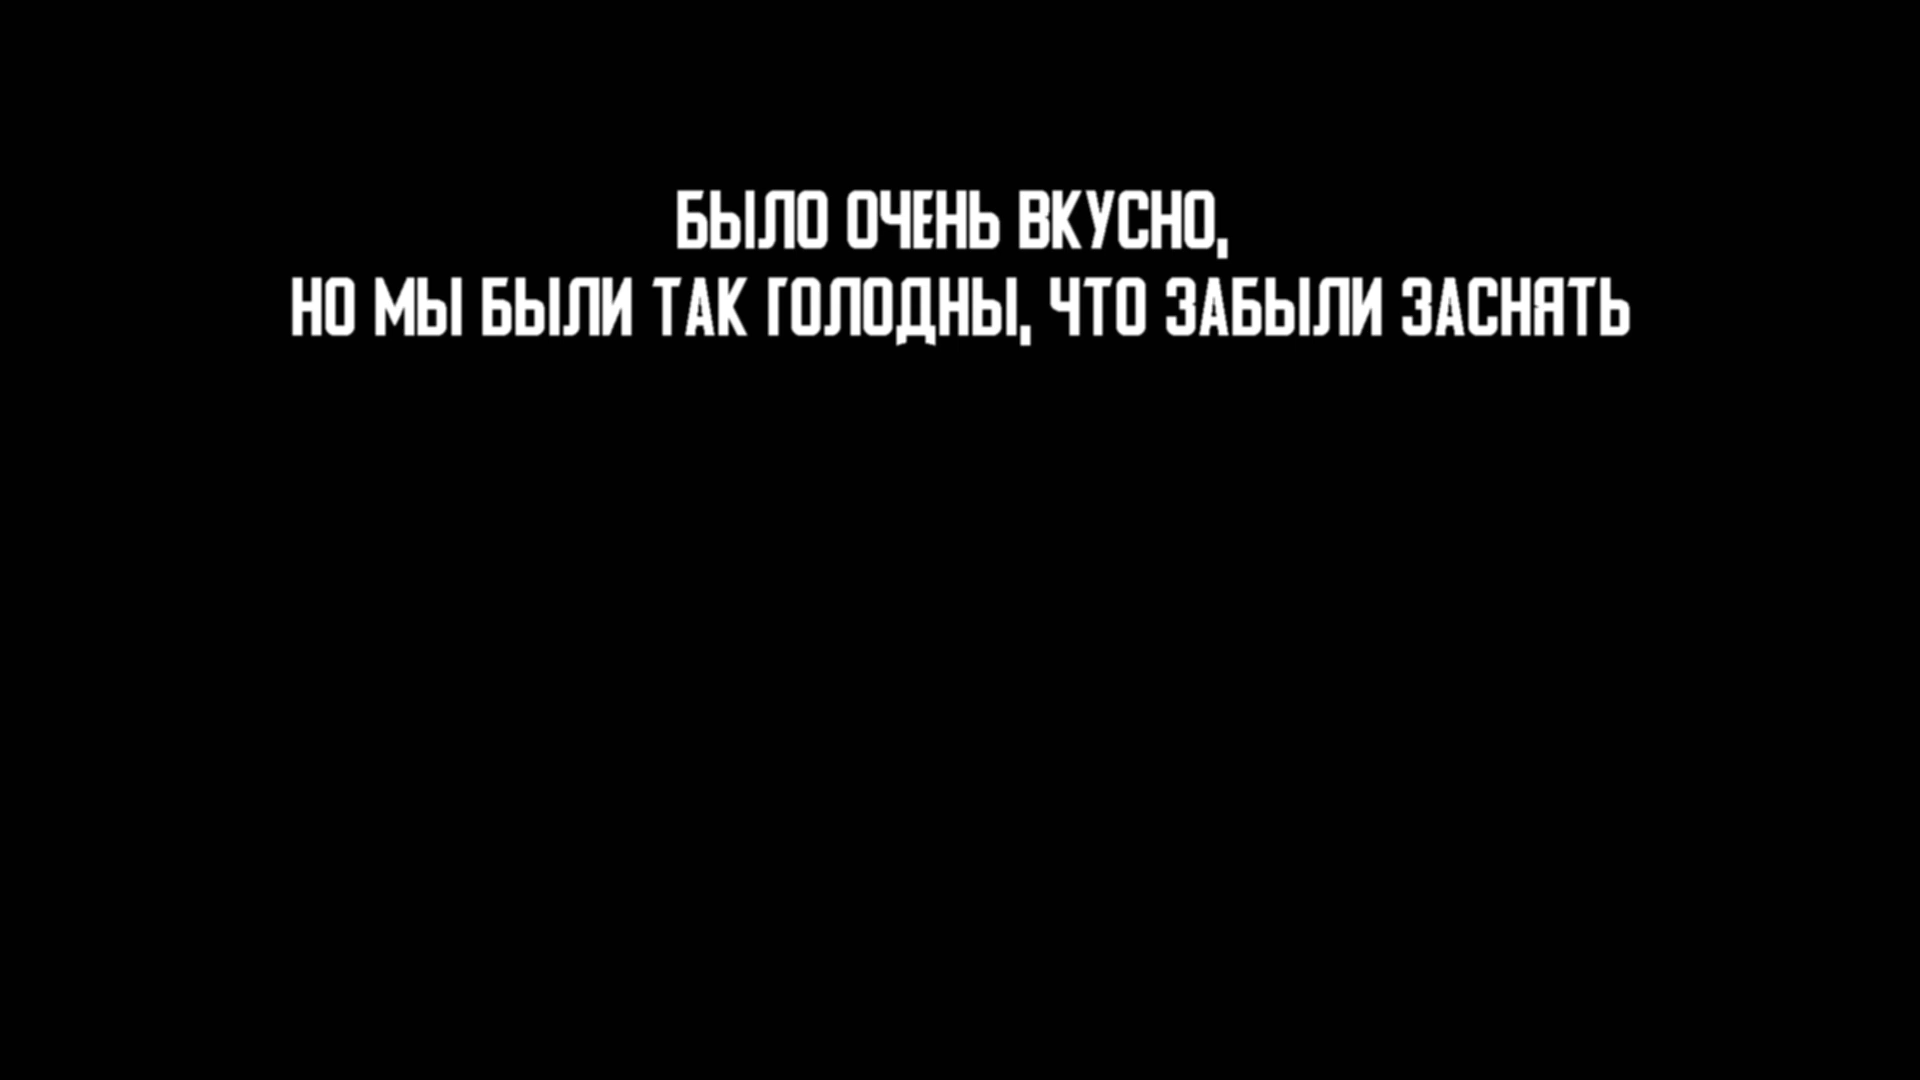 БЫЛО ОЧЕНЬ ВКУСНО,
НО МЫ БЫЛИ ТАК ГОЛОДНЫ, ЧТО ЗАБЫЛИ ЗАСНЯТЬ